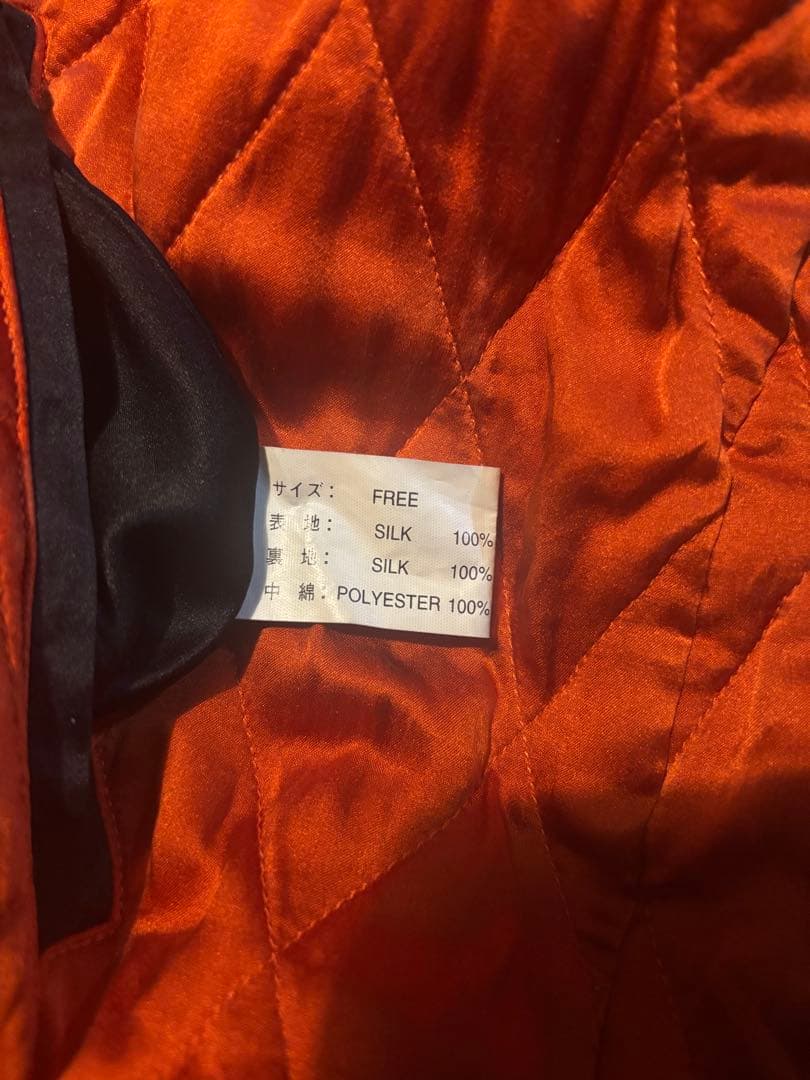 サイズ： FREE
表 地： SILK 100%
裏 地： SILK 100%
中 綿： POLYESTER 100%